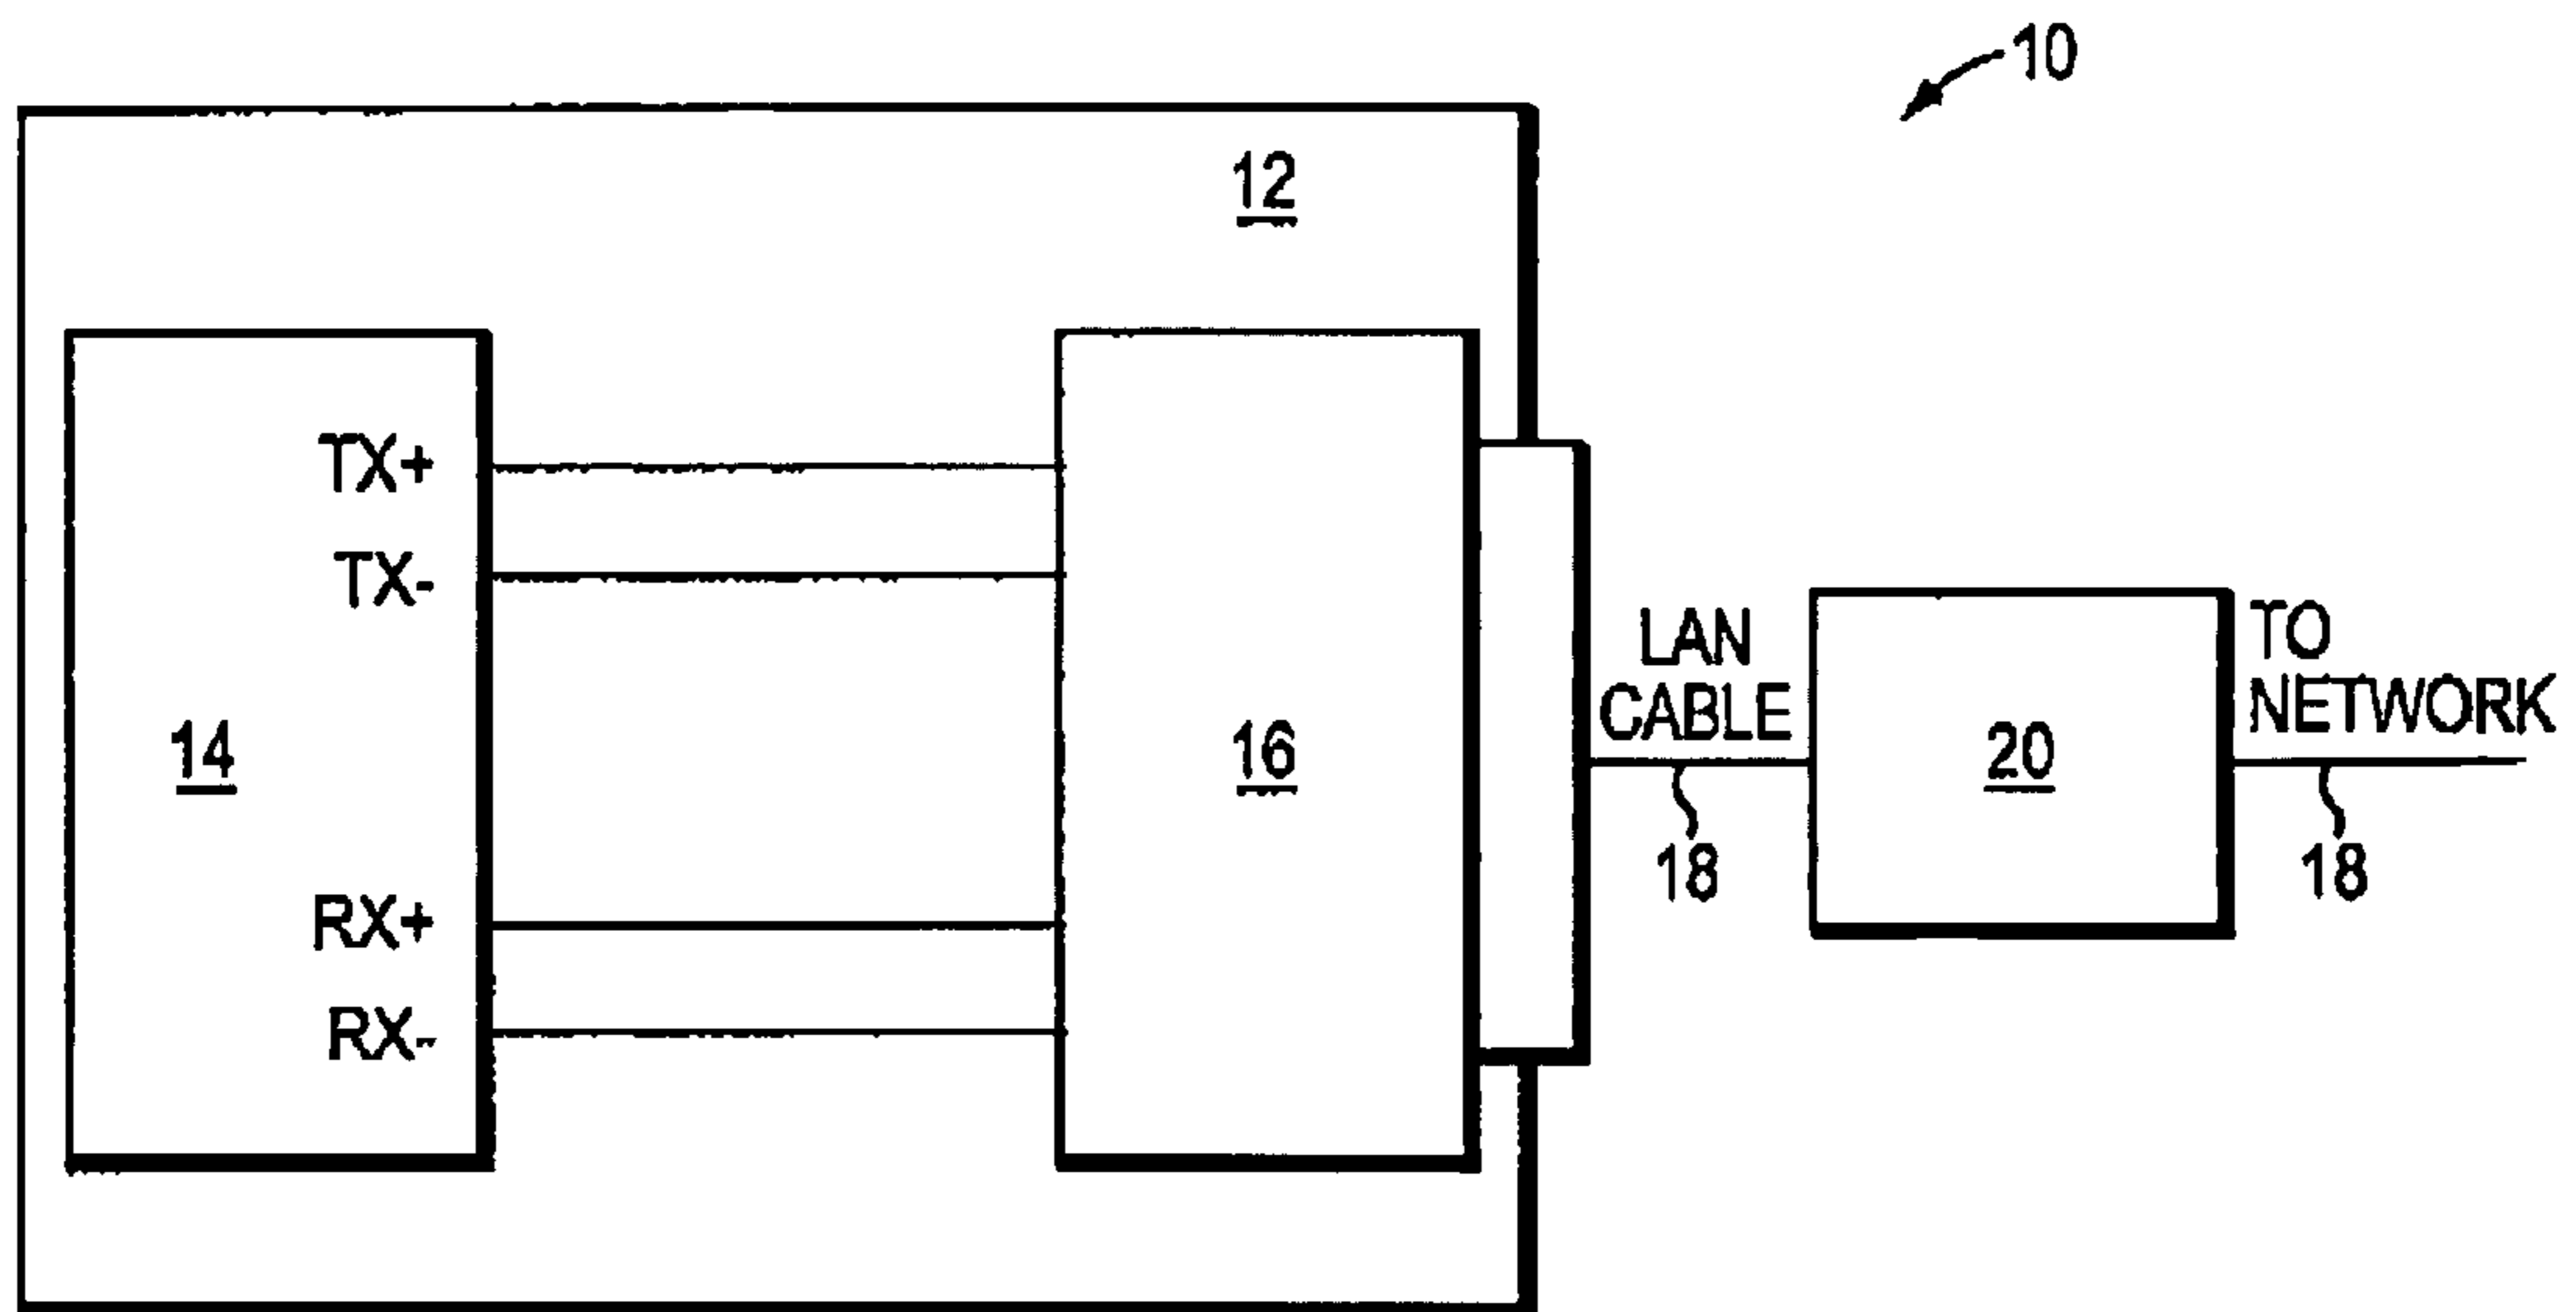 10
12
TX+
TX-
14
RX+
RX-
16
LAN
CABLE
18
20
TO
NETWORK
18